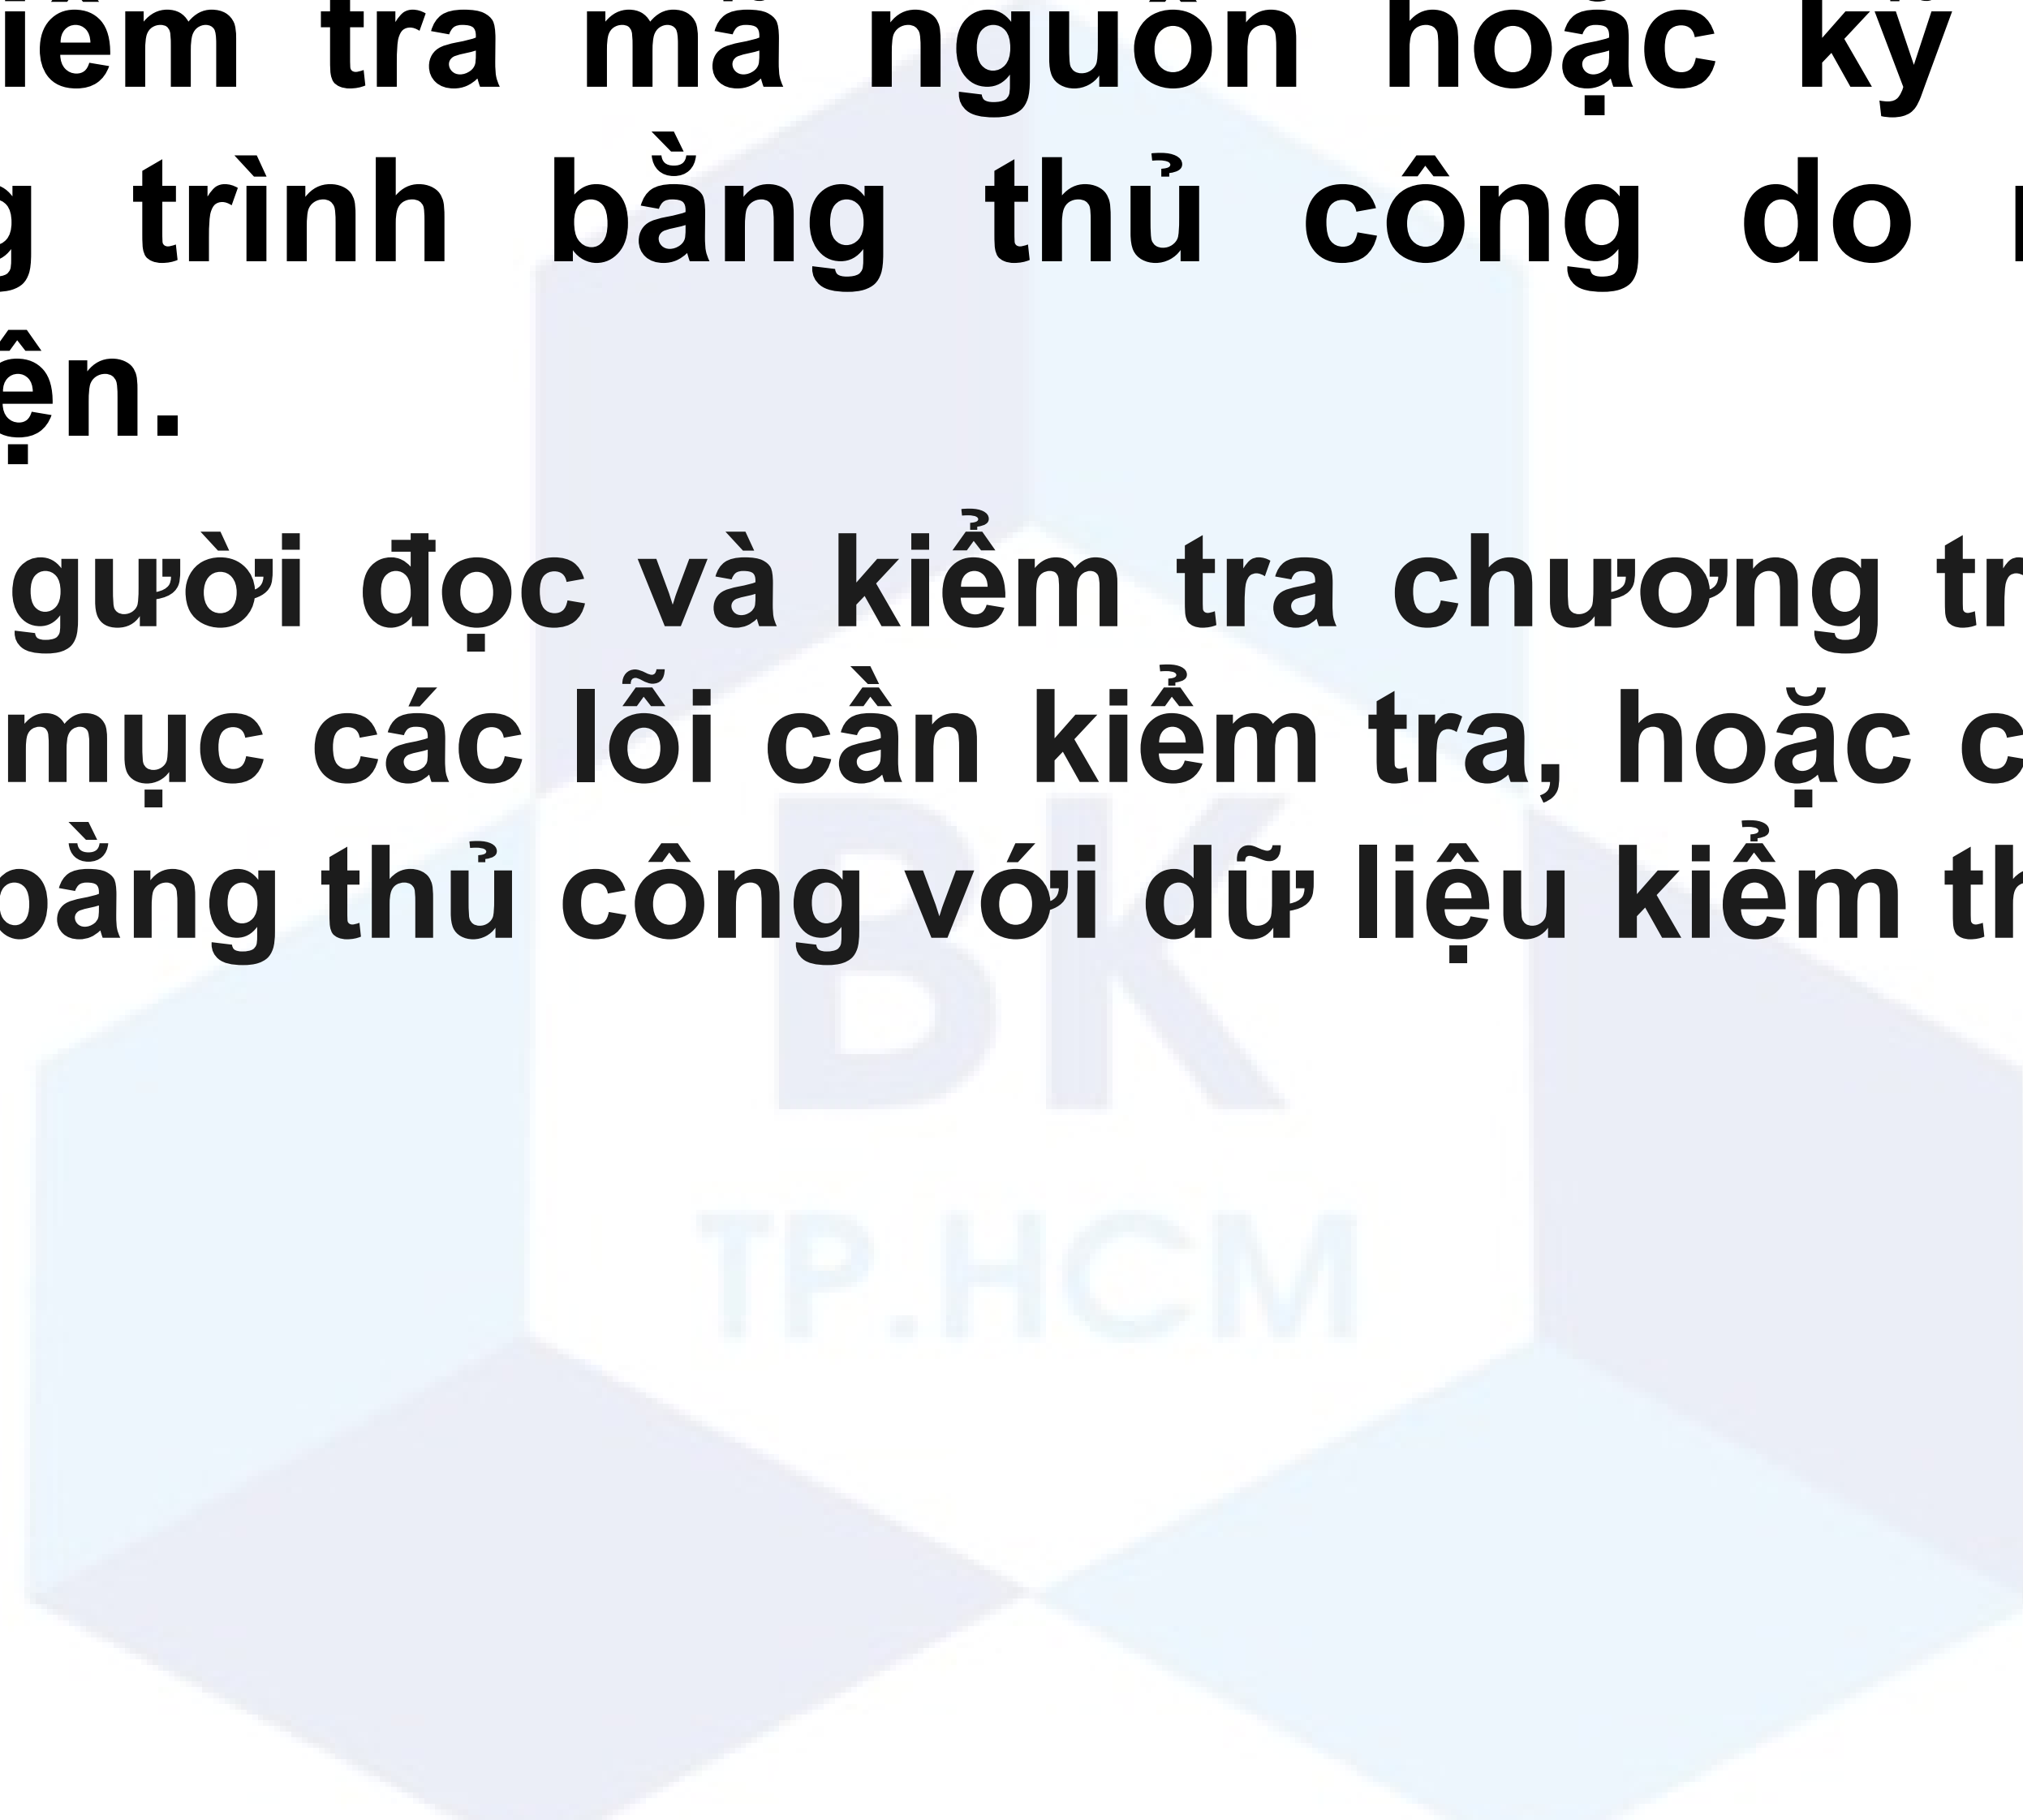 iểm tra mã nguồn hoặc kỹ
g trình bằng thủ công do
ện.
gười đọc và kiểm tra chương tr
mục các lỗi cần kiểm tra, hoặc c
bằng thủ công với dữ liệu kiểm th
BK
TP.HCM